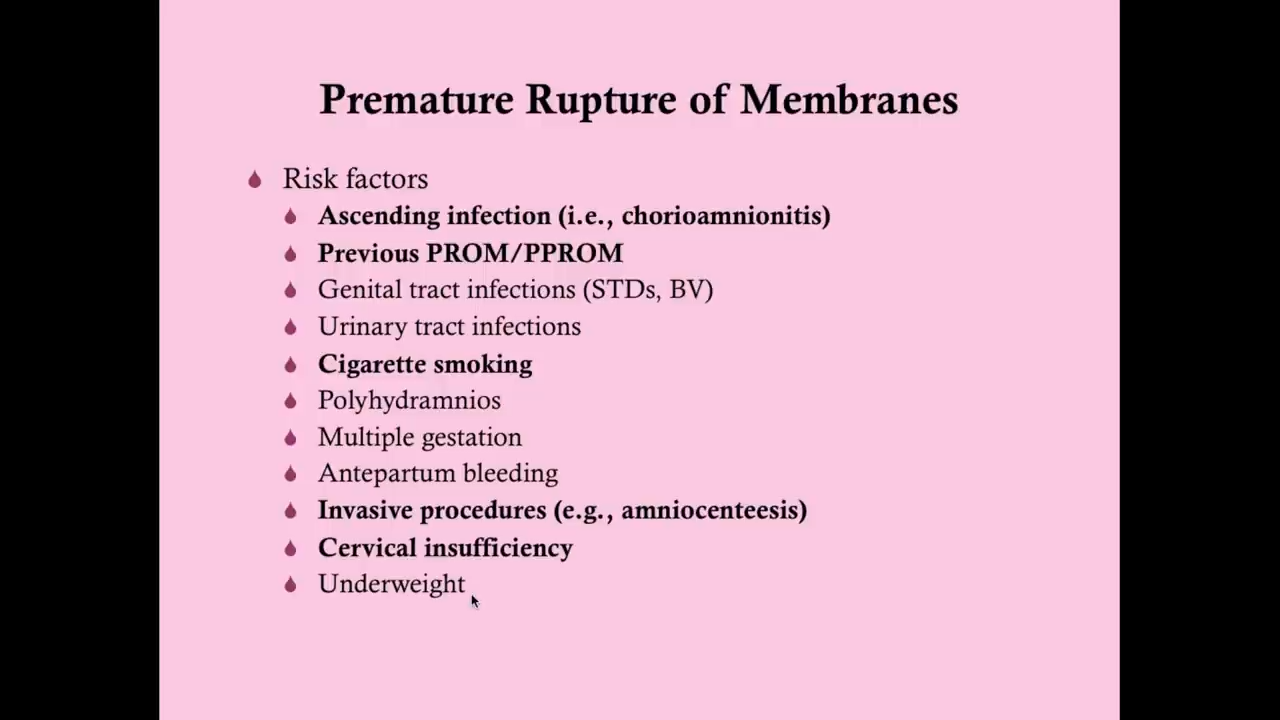 Premature Rupture of Membranes
Risk factors
Ascending infection (i.e., chorioamnionitis)
Previous PROM/PPROM
Genital tract infections (STDs, BV)
Urinary tract infections
Cigarette smoking
Polyhydramnios
Multiple gestation
Antepartum bleeding
Invasive procedures (e.g., amniocenteesis)
Cervical insufficiency
Underweight